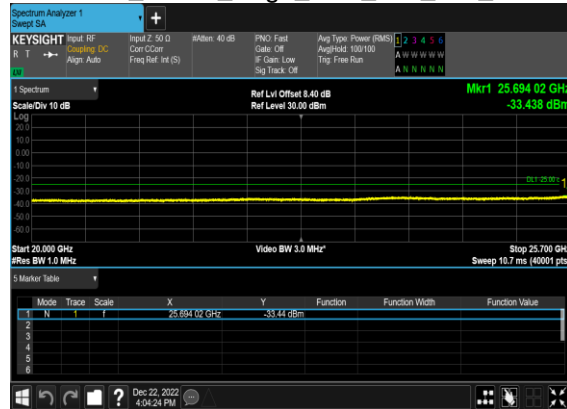 Spectrum Analyzer 1
Swept SA
+
KEYSIGHT Input: RF Input Z: 50 Ω #Atten: 40 dB PNO: Fast Avg Type: Power (RMS) 1 2 3 4 5 6
R T Coupling: DC Corr CCorr Gate: Off Avg|Hold: 100/100 A W W W W W
Align: Auto Freq Ref: Int (S) IF Gain: Low Trig: Free Run
Sig Track: Off A N N N N N
1 Spectrum Ref Lvl Offset 8.40 dB Mkr1 25.694 02 GHz
Scale/Div 10 dB Ref Level 30.00 dBm -33.438 dBm
Log
20.0
10.0
0.00
-10.0
-20.0 DL1 -25.00
1
-30.0
-40.0
-50.0
-60.0
Start 20.000 GHz Video BW 3.0 MHz* Stop 25.700 GHz
#Res BW 1.0 MHz Sweep 10.7 ms (40001 pts)
5 Marker Table
Mode Trace Scale X Y Function Function Width Function Value
1 N 1 f 25.694 02 GHz -33.44 dBm
2
3
4
5
6
? Dec 22, 2022
4:04:24 PM